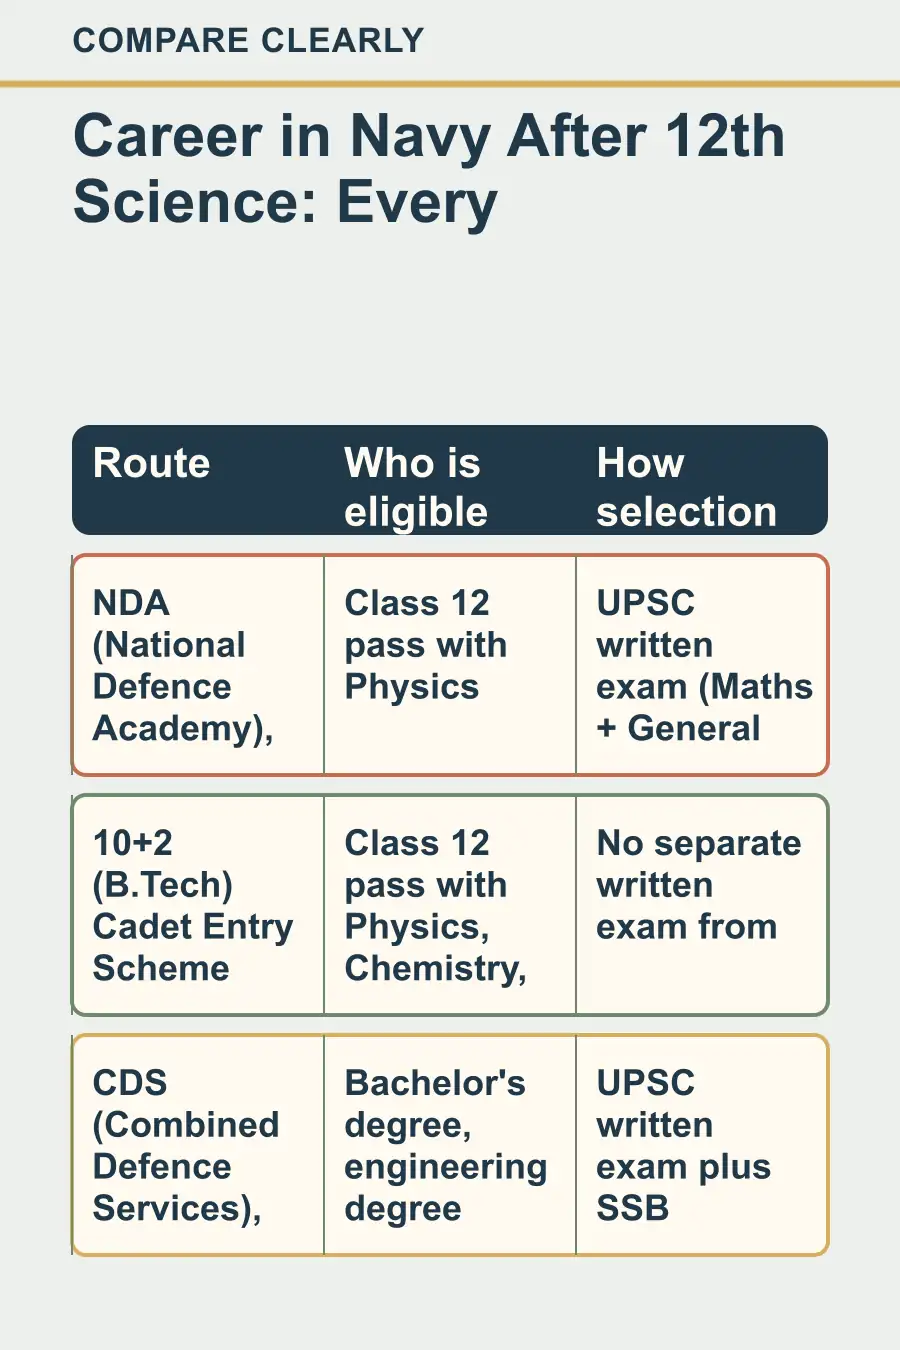 COMPARE CLEARLY
Career in Navy After 12th
Science: Every
Route
Who is
eligible
How
selection
NDA
(National
Defence
Academy),
Class 12
pass with
Physics
UPSC
written
exam (Maths
+ General
10+2
(B.Tech)
Cadet Entry
Scheme
Class 12
pass with
Physics,
Chemistry,
No separate
written
exam from
CDS
(Combined
Defence
Services),
Bachelor's
degree,
engineering
degree
UPSC
written
exam plus
SSB